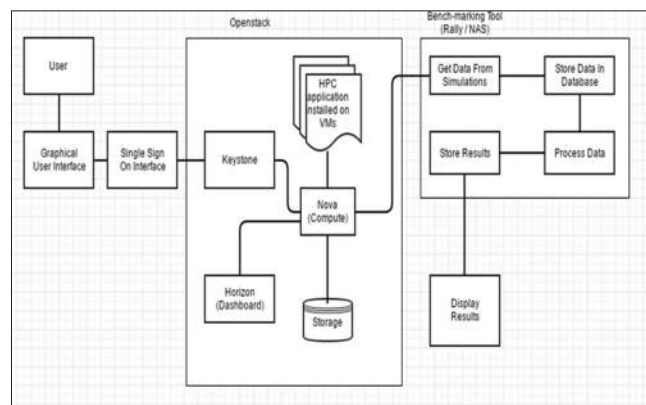 Openstack
Bench-marking Tool
(Rally / NAS)
User
Graphical
User Interface
Single Sign
On Interface
Keystone
HPC
application
installed on
VMs
Nova
(Compute)
Horizon
(Dashboard)
Storage
Get Data From
Simulations
Store Data In
Database
Store Results
Process Data
Display
Results